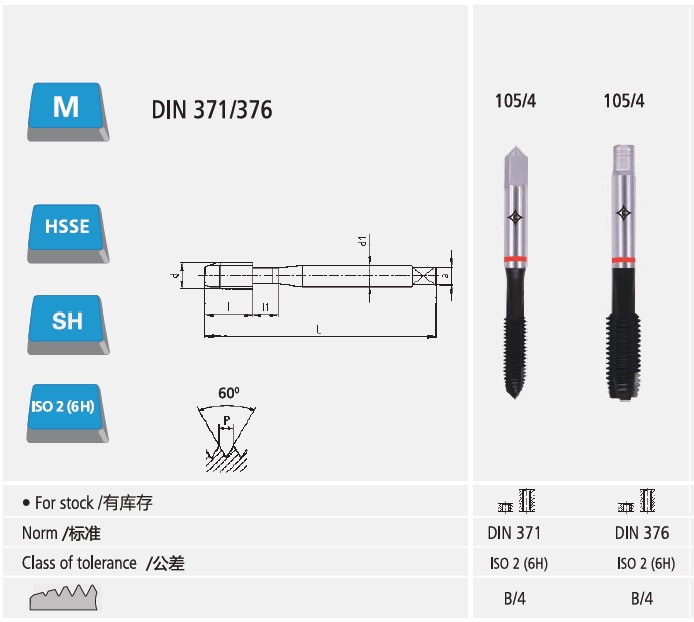 M
DIN 371/376
105/4
105/4
HSSE
SH
ISO 2 (6H)
d
l
l1
d1
a
L
60⁰
P
• For stock /有库存
Norm /标准
DIN 371
DIN 376
Class of tolerance /公差
ISO 2 (6H)
ISO 2 (6H)
B/4
B/4